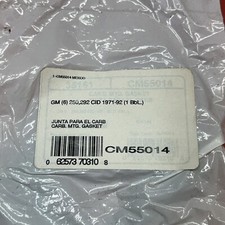 GM (6) 250,292 CID 1971-92 (1 Bbl.)
JUNTA PARA EL CARB
CARB. MTG. GASKET
CM55014
0 62573 70310 8
CM55014